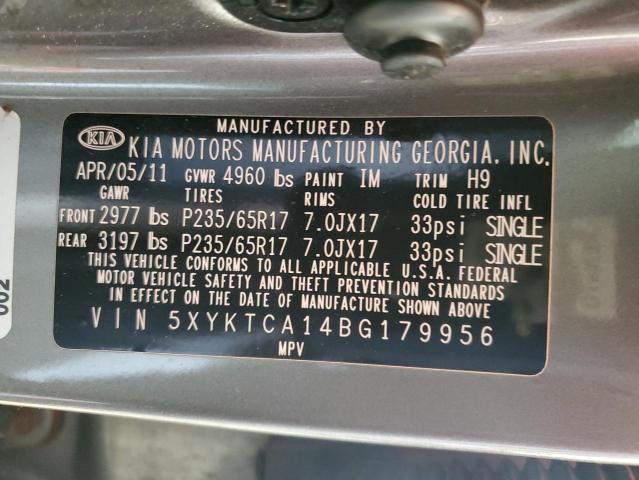 MANUFACTURED BY
KIA KIA MOTORS MANUFACTURING GEORGIA, INC.
APR/05/11 GVWR 4960 lbs PAINT 1M TRIM H9
GAWR TIRES RIMS COLD TIRE INFL
FRONT 2977 lbs P235/65R17 7.0JX17 33psi SINGLE
REAR 3197 lbs P235/65R17 7.0JX17 33psi SINGLE
THIS VEHICLE CONFORMS TO ALL APPLICABLE U.S.A. FEDERAL
MOTOR VEHICLE SAFETY AND THEFT PREVENTION STANDARDS
IN EFFECT ON THE DATE OF MANUFACTURE SHOWN ABOVE
VIN 5XYKTCA14BG179956
MPV
002